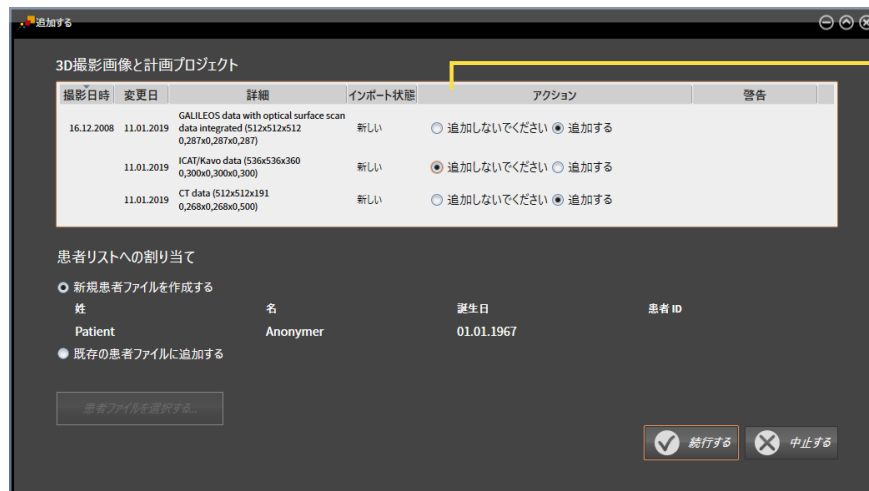 追加する
3D撮影画像と計画プロジェクト
撮影日時 変更日 詳細 インポート状態 アクション 警告
GALILEOS data with optical surface scan
16.12.2008 11.01.2019 data integrated (512x512x512 新しい 追加しないでください 追加する
0,287x0,287x0,287)
11.01.2019 ICAT/Kavo data (536x536x360 新しい 追加しないでください 追加する
0,300x0,300x0,300)
11.01.2019 CT data (512x512x191 新しい 追加しないでください 追加する
0,268x0,268x0,500)
患者リストへの割り当て
新規患者ファイルを作成する
姓 名 誕生日 患者 ID
Patient Anonymer 01.01.1967
既存の患者ファイルに追加する
患者ファイルを選択する...
続行する 中止する